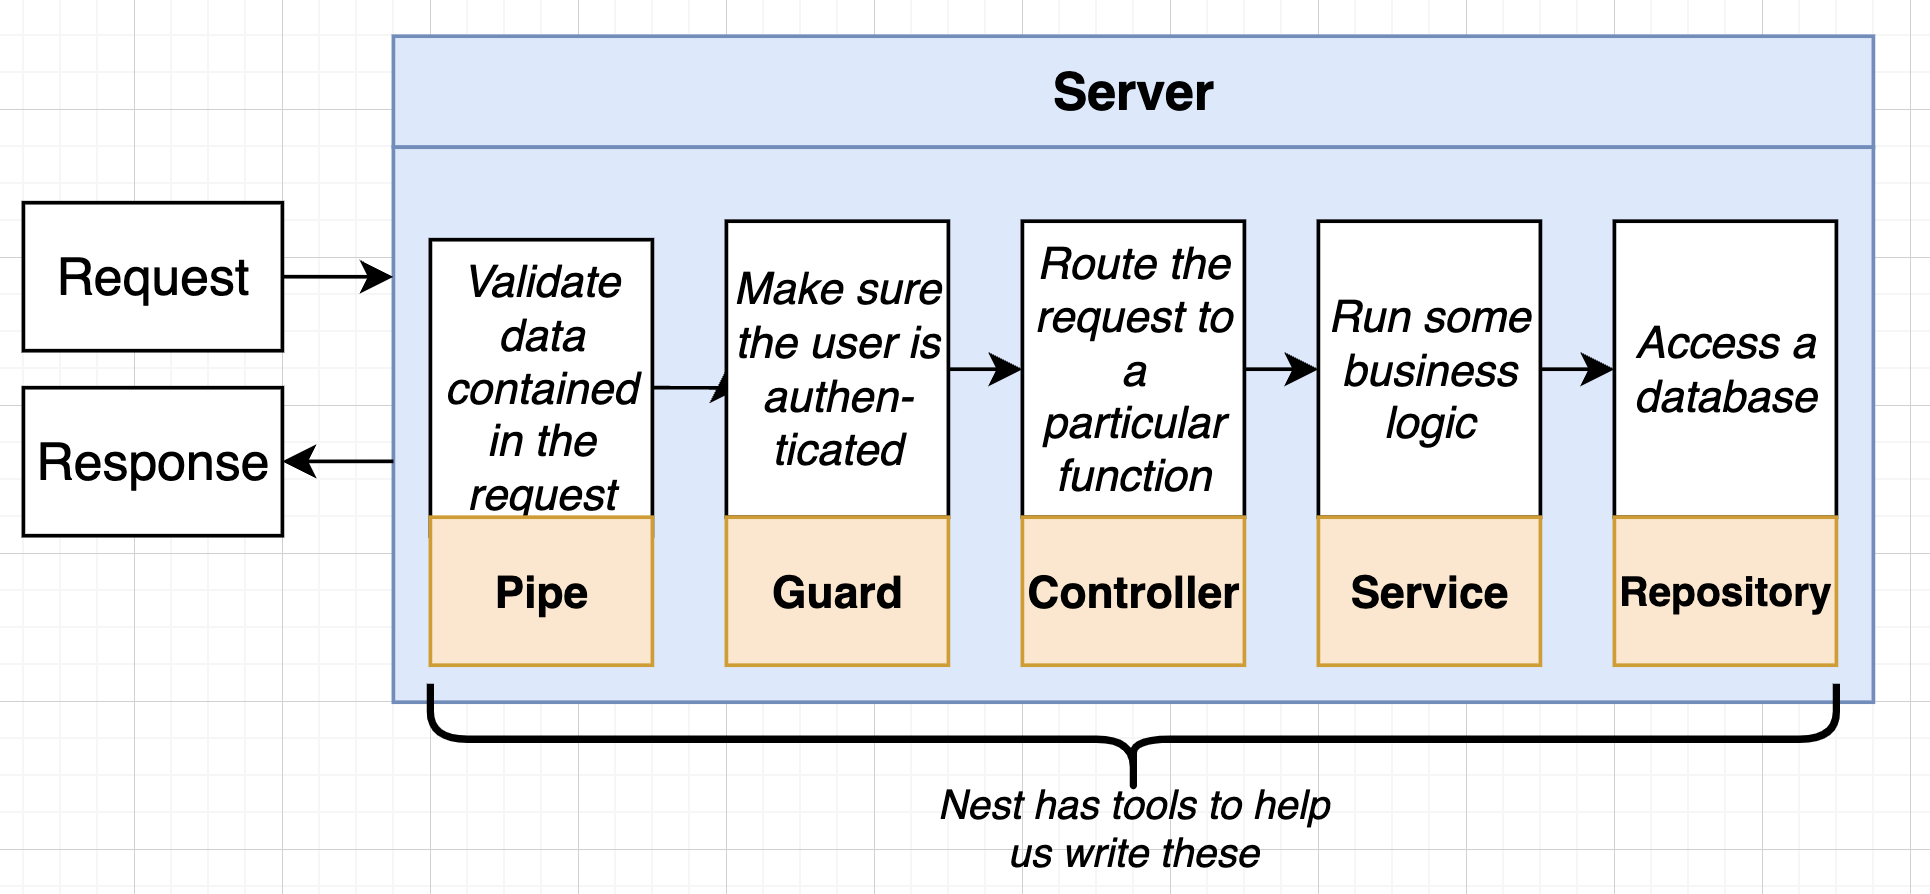 Server
Request
Response
Validate
data
contained
in the
request
Pipe
Make sure
the user is
authen-
ticated
Guard
Route the
request to
a
particular
function
Controller
Run some
business
logic
Service
Access a
database
Repository
Nest has tools to help
us write these